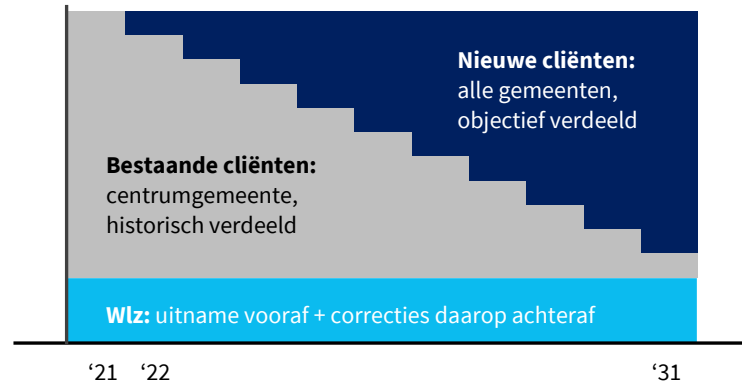 Nieuwe cliënten:
alle gemeenten,
objectief verdeeld
Bestaande cliënten:
centrumgemeente,
historisch verdeeld
Wlz: uitname vooraf + correcties daarop achteraf
‘21 ‘22 ‘31